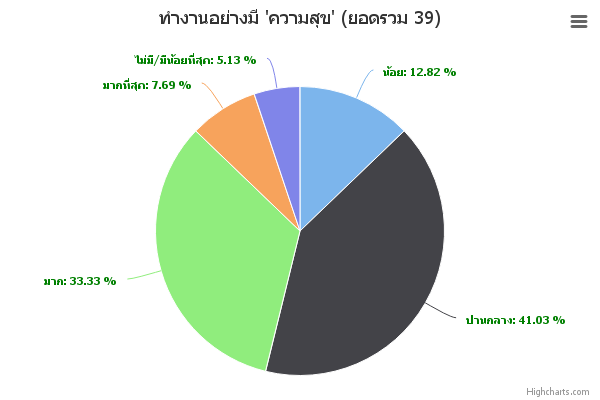 ทำงานอย่างมี 'ความสุข' (ยอดรวม 39)
ไม่มี/มีน้อยที่สุด: 5.13 %
น้อย: 12.82 %
มากที่สุด: 7.69 %
มาก: 33.33 %
ปานกลาง: 41.03 %
Highcharts.com